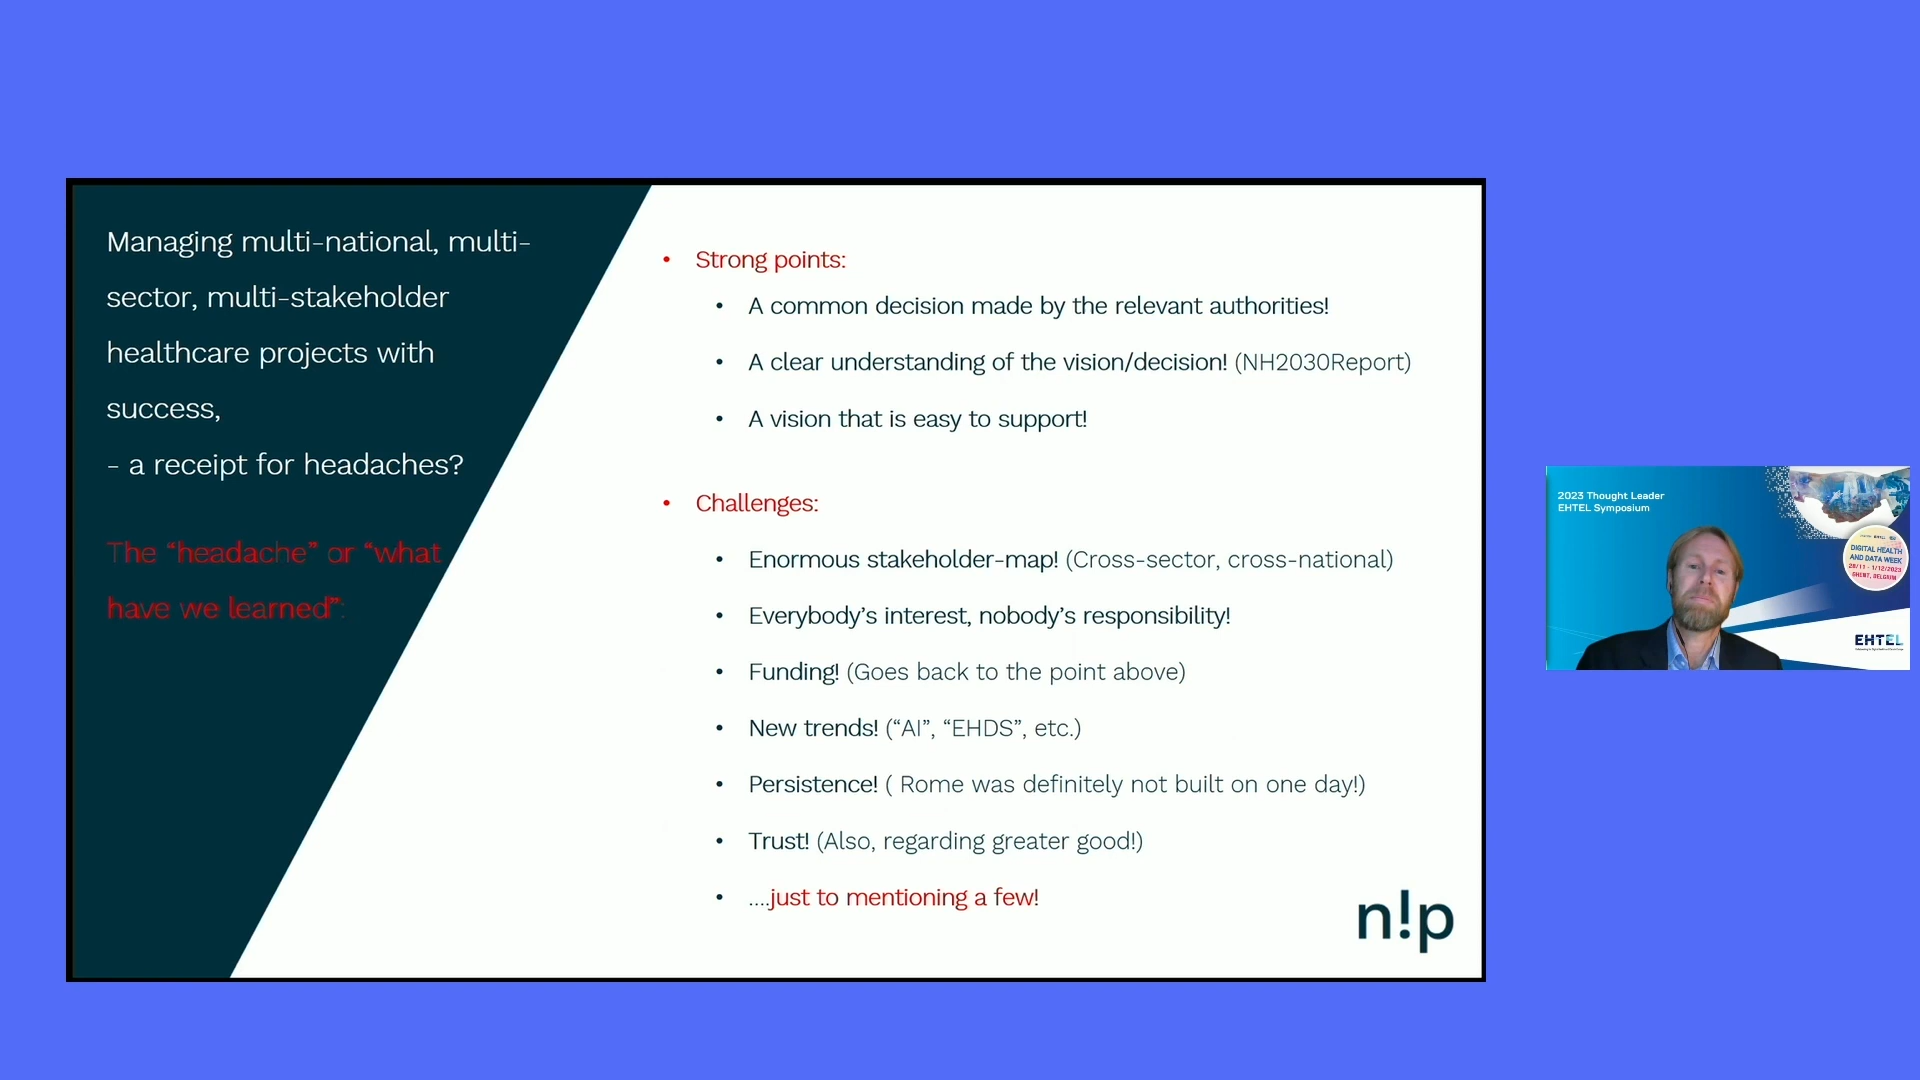 Managing multi-national, multi-
sector, multi-stakeholder
healthcare projects with
success,
- a receipt for headaches?
The “headache” or “what
have we learned”:
• Strong points:
• A common decision made by the relevant authorities!
• A clear understanding of the vision/decision! (NH2030Report)
• A vision that is easy to support!
• Challenges:
• Enormous stakeholder-map! (Cross-sector, cross-national)
• Everybody’s interest, nobody’s responsibility!
• Funding! (Goes back to the point above)
• New trends! (“AI”, “EHDS”, etc.)
• Persistence! ( Rome was definitely not built on one day!)
• Trust! (Also, regarding greater good!)
• ....just to mentioning a few!
n!p
2023 Thought Leader
EHTEL Symposium
DIGITAL HEALTH
AND DATA WEEK
28/11 - 1/12/2023
GHENT, BELGIUM
EHTEL